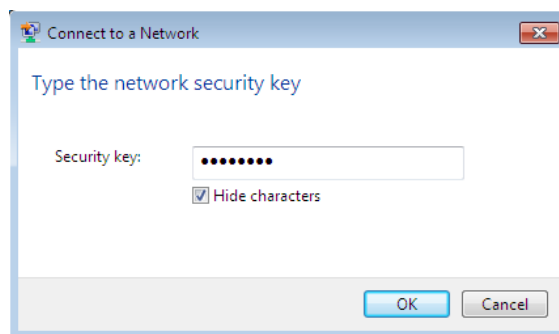 Connect to a Network
Type the network security key
Security key: ••••••••
Hide characters
OK Cancel